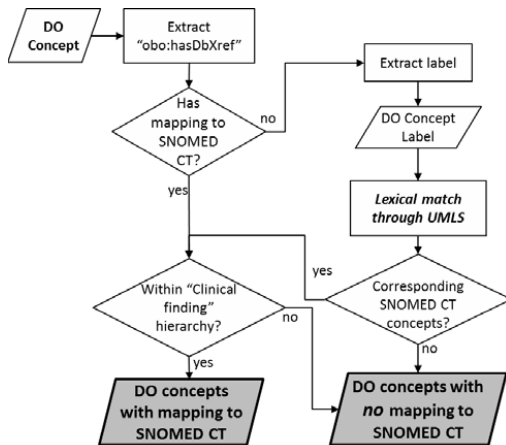 DO
Concept
Extract
“obo:hasDbXref”
Has
mapping to
SNOMED
CT?
no
yes
Extract label
DO Concept
Label
Lexical match
through UMLS
Corresponding
SNOMED CT
concepts?
yes
no
Within “Clinical
finding”
hierarchy?
no
yes
DO concepts
with mapping to
SNOMED CT
DO concepts with
no mapping to
SNOMED CT